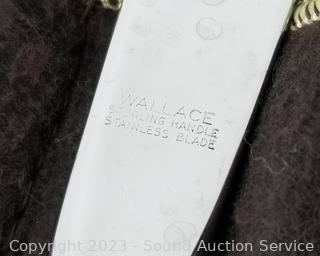 WALLACE
STERLING HANDLE
STAINLESS BLADE
Copyright 2023 - Sound Auction Service